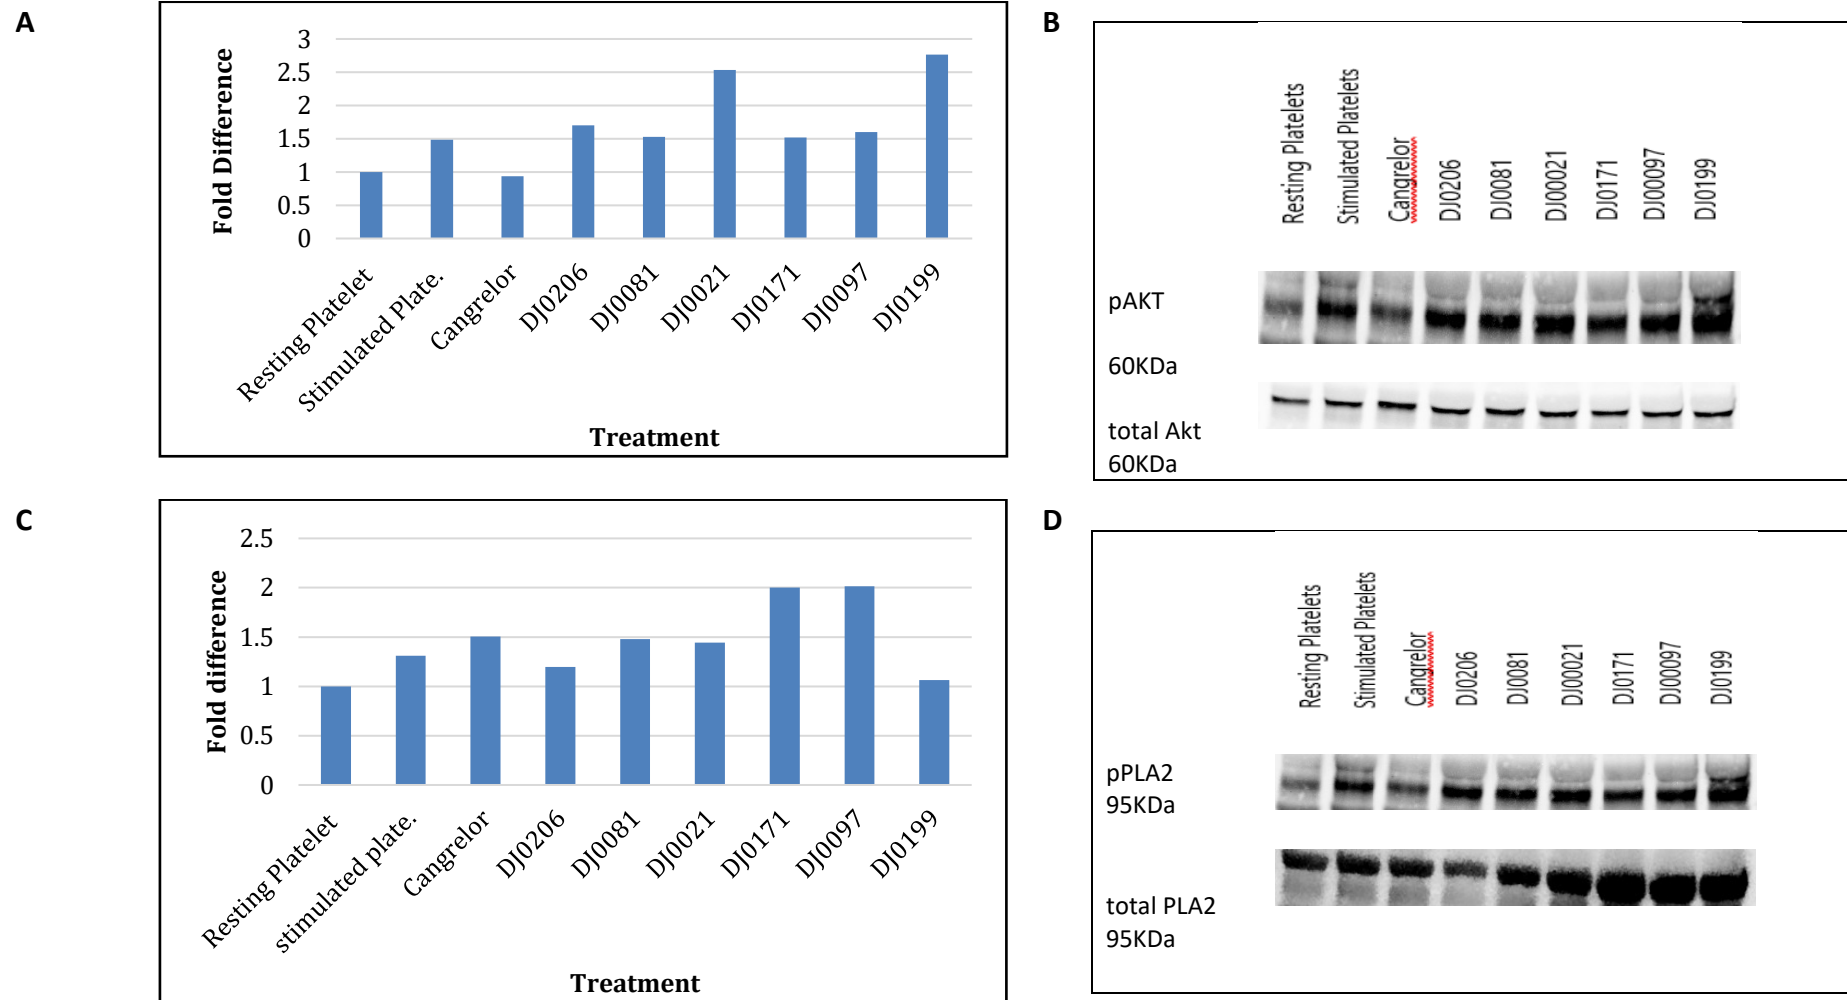 A
Fold Difference
3
2.5
2
1.5
1
0.5
0
Resting Platelet
Stimulated Plate.
Cangrelor
DJ0206
DJ0081
DJ0021
DJ0171
DJ0097
DJ0199
Treatment
B
Resting Platelets
Stimulated Platelets
Cangrelor
DJ0206
DJ0081
DJ00021
DJ0171
DJ00097
DJ0199
pAKT
60KDa
total Akt
60KDa
C
Fold difference
2.5
2
1.5
1
0.5
0
Resting Platelet
stimulated plate.
Cangrelor
DJ0206
DJ0081
DJ0021
DJ0171
DJ0097
DJ0199
Treatment
D
Resting Platelets
Stimulated Platelets
Cangrelor
DJ0206
DJ0081
DJ00021
DJ0171
DJ00097
DJ0199
pPLA2
95KDa
total PLA2
95KDa